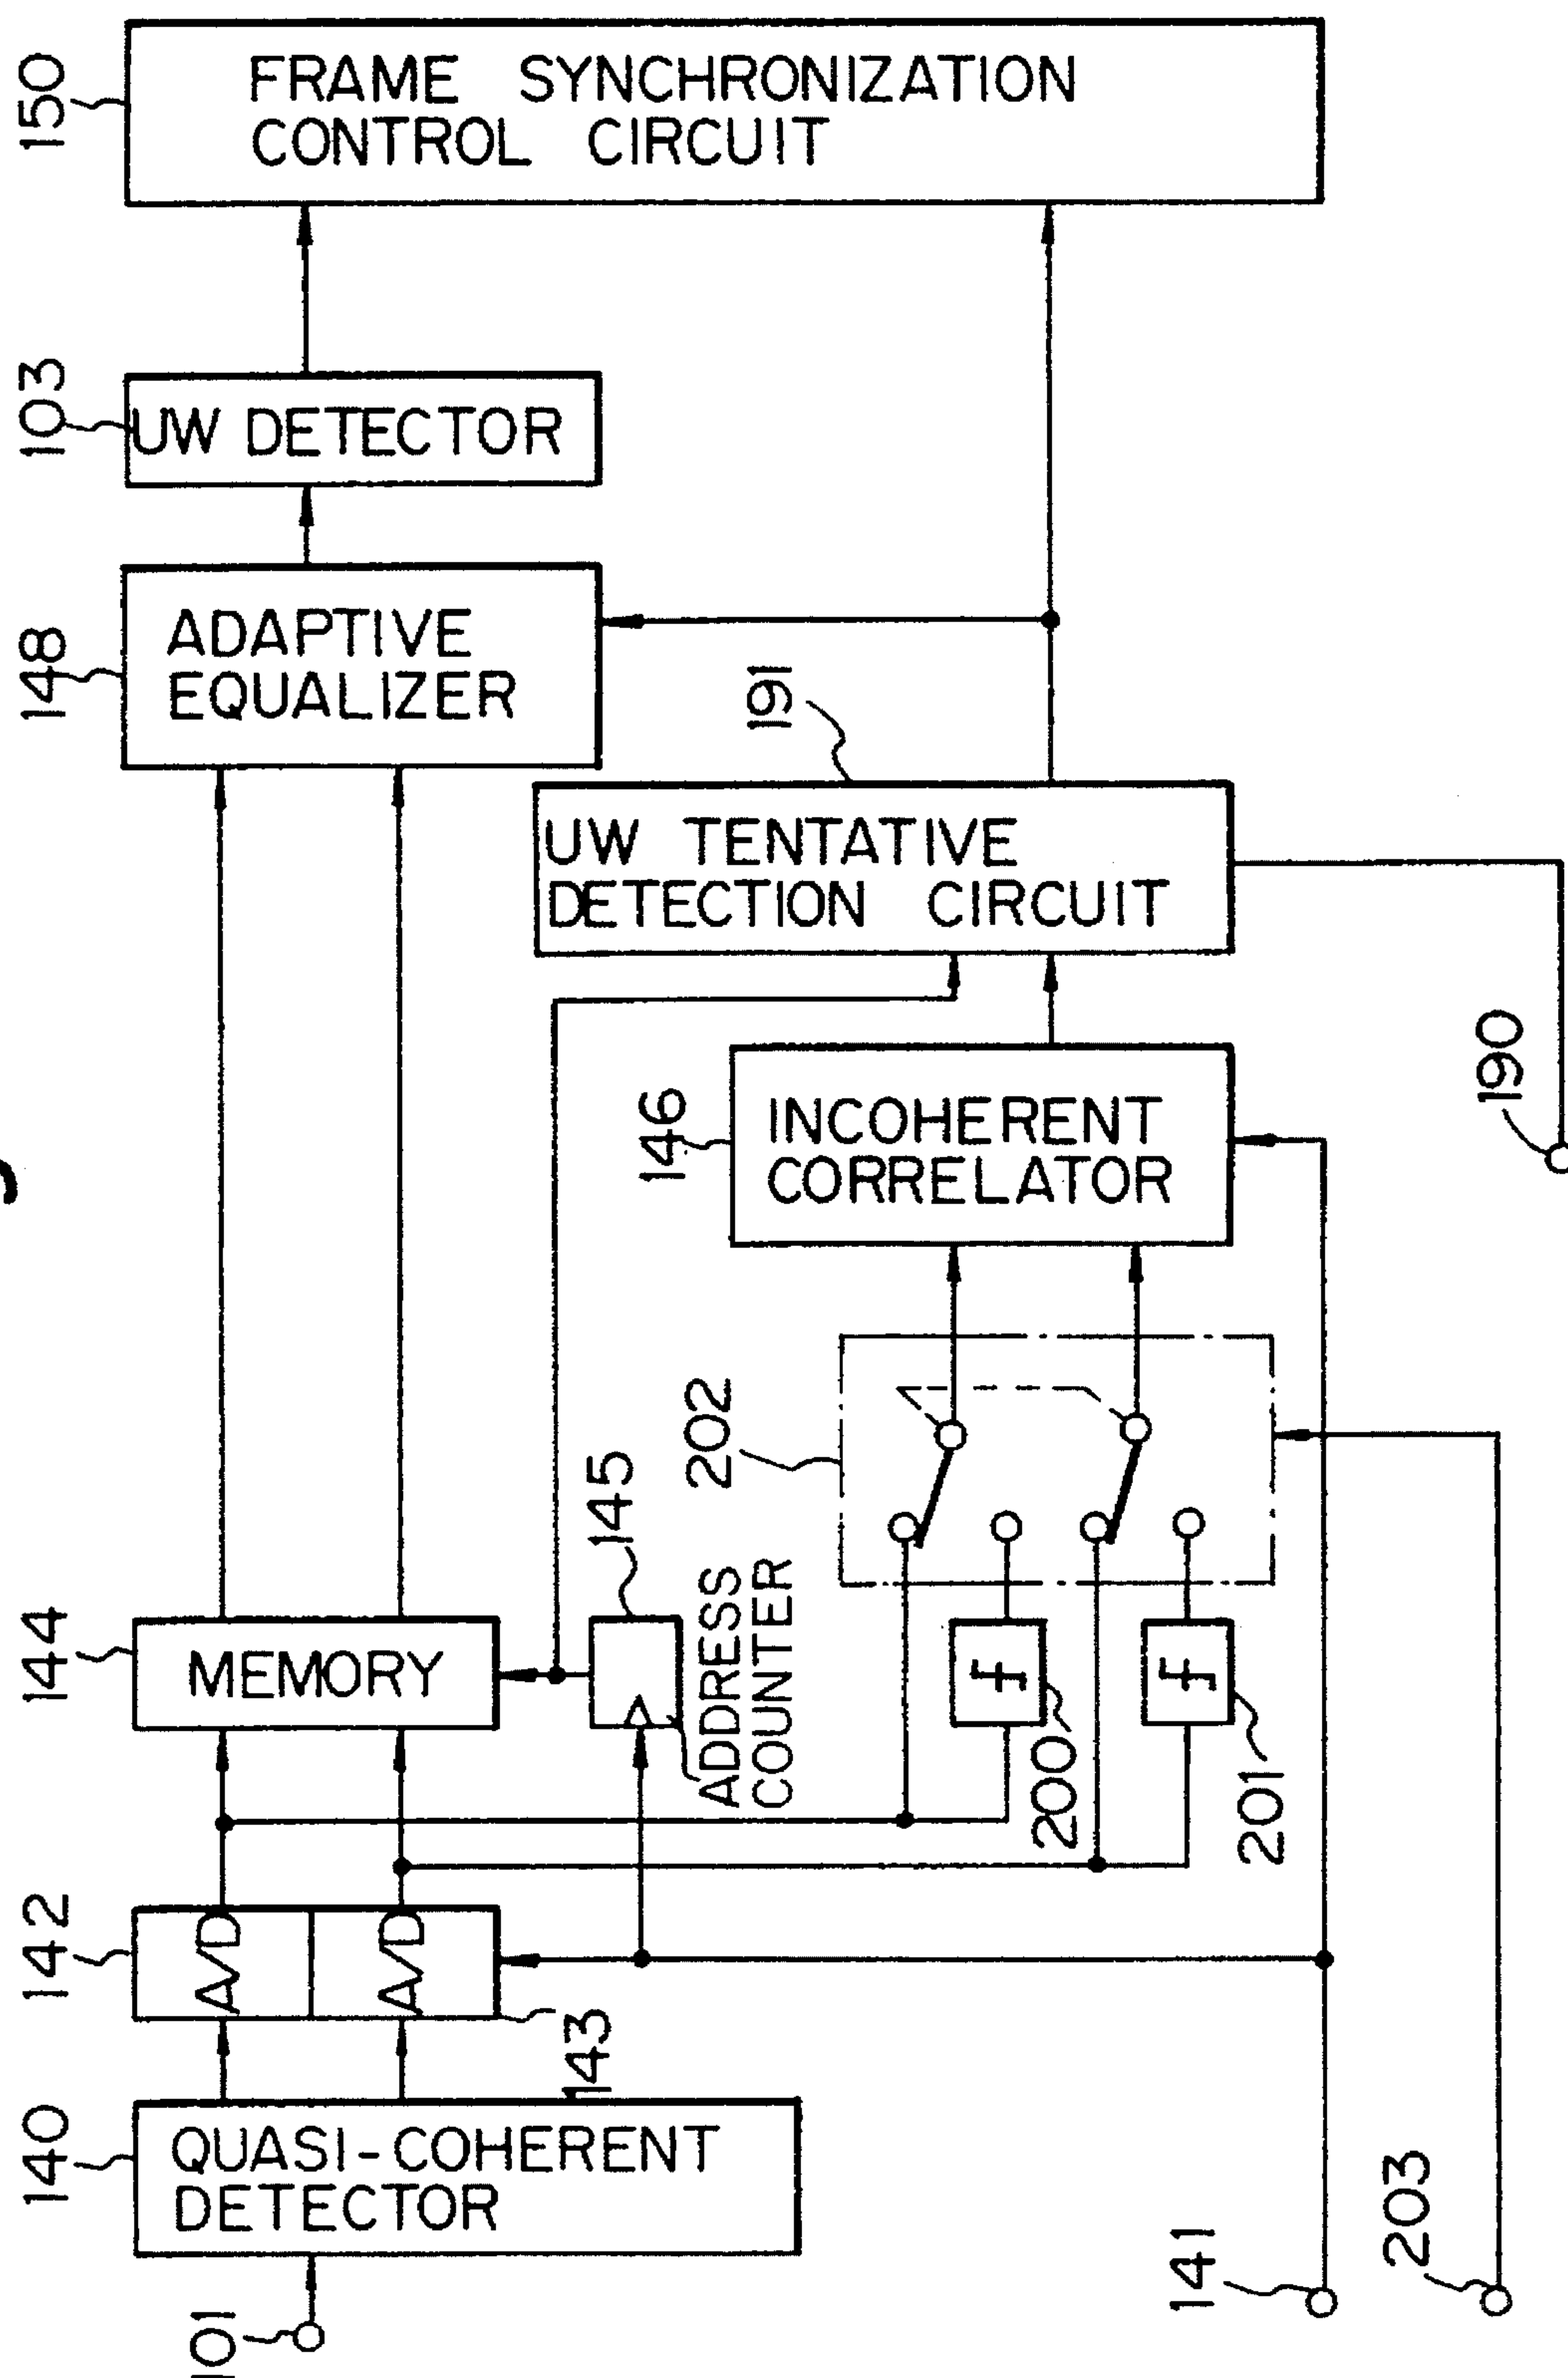 150
FRAME SYNCHRONIZATION
CONTROL CIRCUIT
103
UW DETECTOR
148
ADAPTIVE
EQUALIZER
191
UW TENTATIVE
DETECTION CIRCUIT
190
146
INCOHERENT
CORRELATOR
202
145
ADDRESS
COUNTER
144
MEMORY
200
201
142
A/D
A/D
143
140
QUASI-COHERENT
DETECTOR
101
141
203